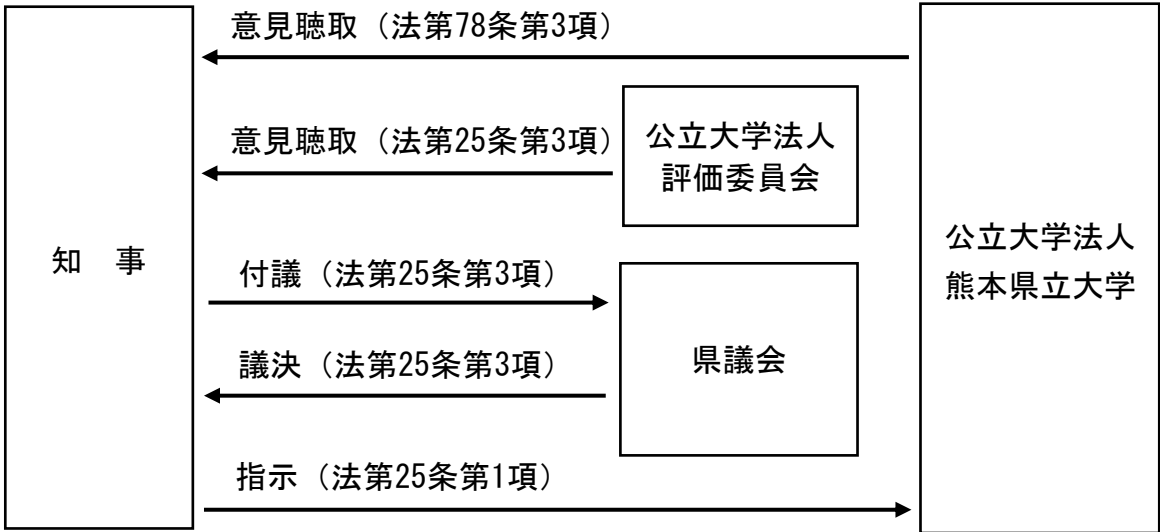 意見聴取（法第78条第3項）
意見聴取（法第25条第3項）
公立大学法人
評価委員会
知　事
公立大学法人
熊本県立大学
付議（法第25条第3項）
県議会
議決（法第25条第3項）
指示（法第25条第1項）